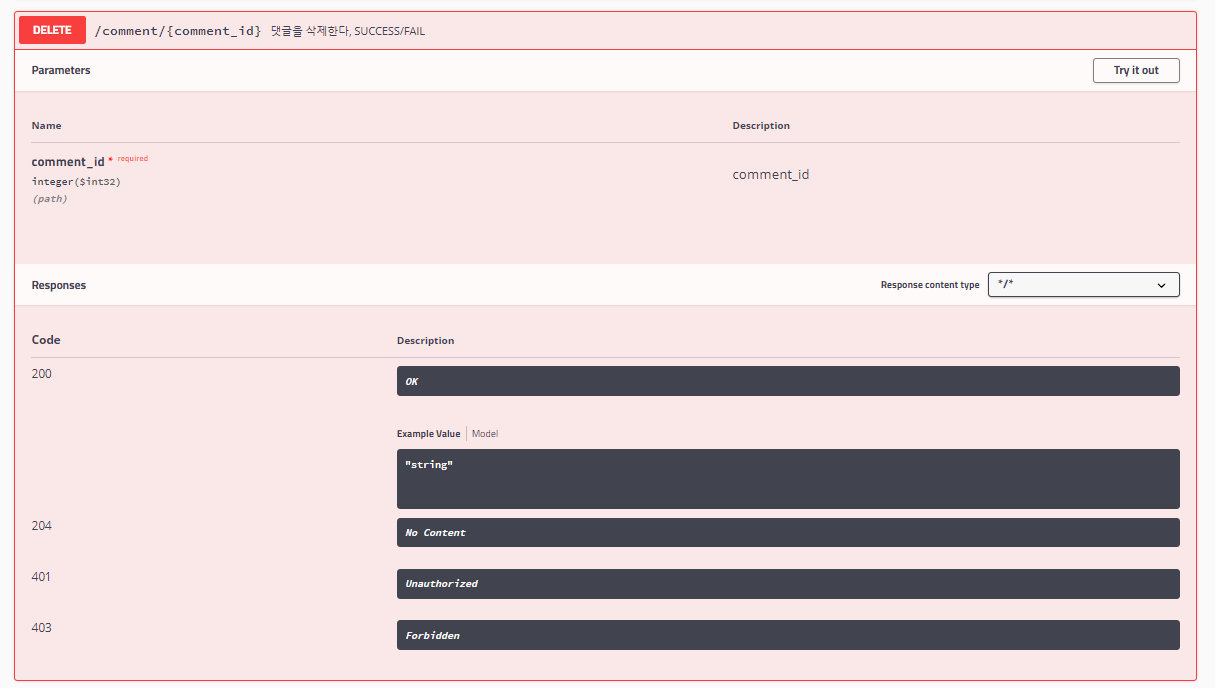 DELETE /comment/{comment_id} 댓글을 삭제한다, SUCCESS/FAIL
Parameters Try it out
Name Description
comment_id * required
integer($int32) comment_id
(path)
Responses Response content type */*
Code Description
200 OK
Example Value Model
"string"
204 No Content
401 Unauthorized
403 Forbidden